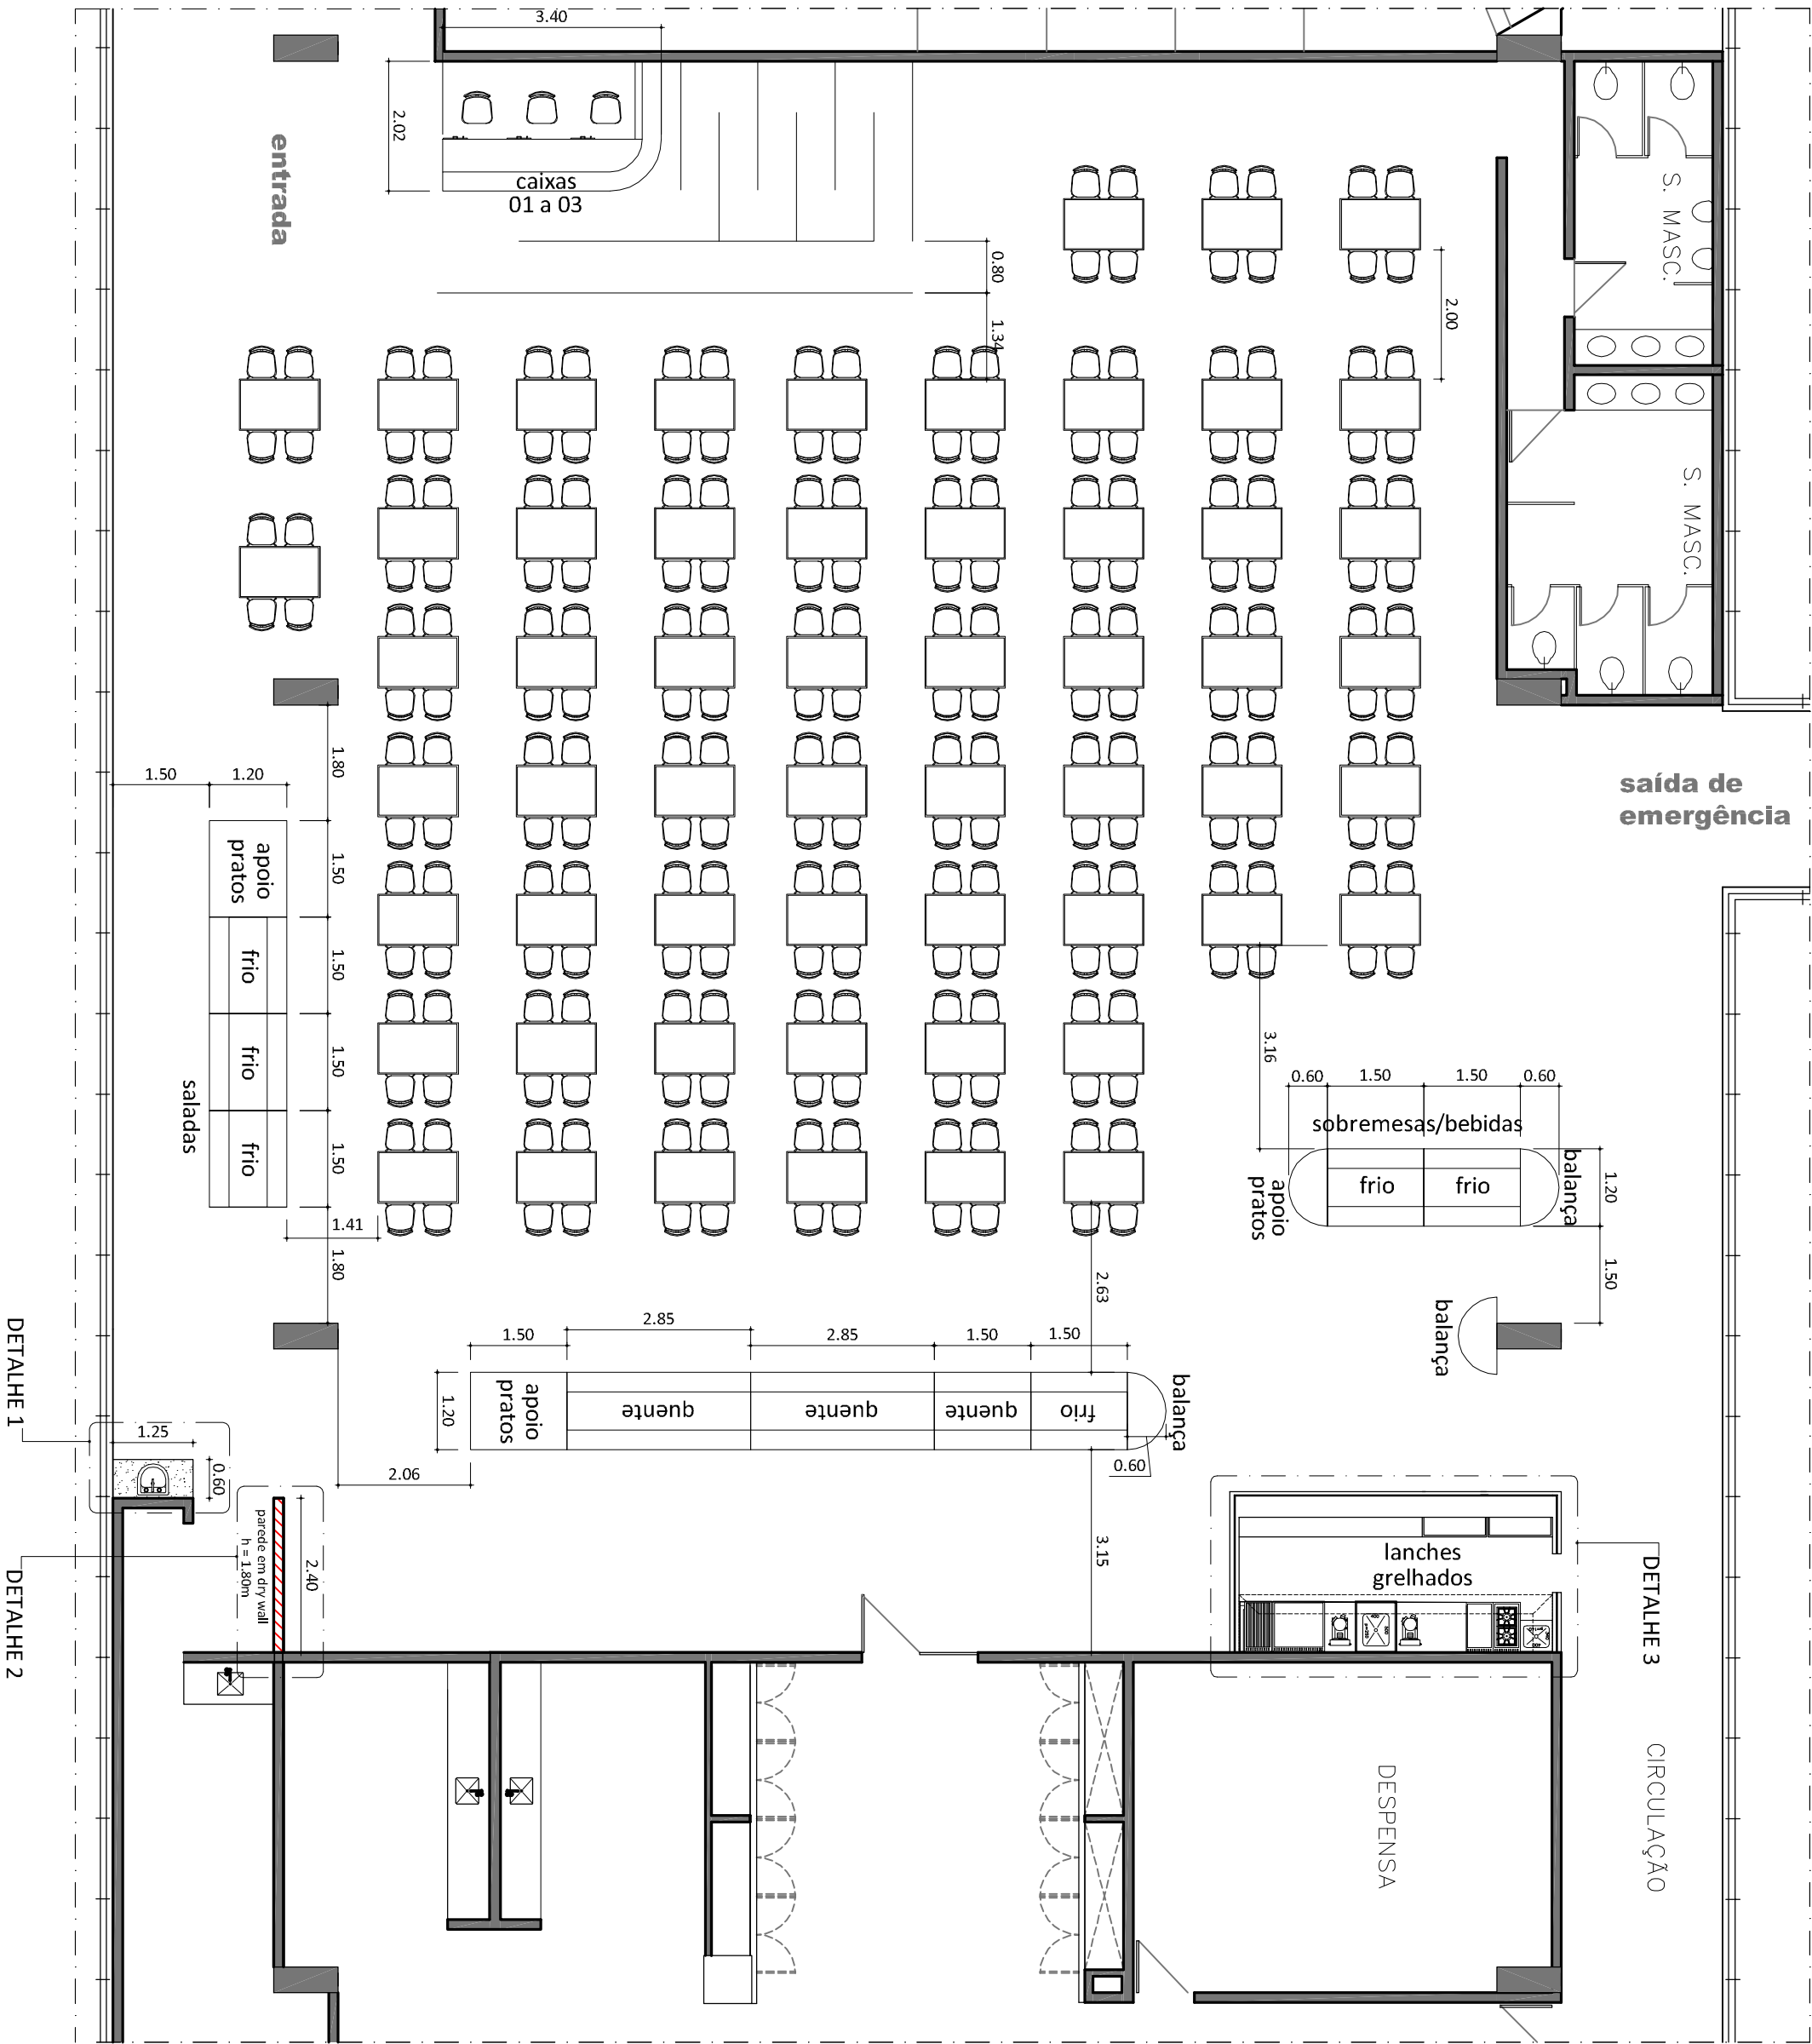 3.40
2.02
entrada
caixas
01 a 03
0.80
1.34
2.00
S. MASC.
S. MASC.
saída de
emergência
1.80
1.50
1.20
apoio
pratos
1.50
frio
1.50
frio
1.50
frio
1.50
saladas
1.41
1.80
3.16
0.60
1.50
1.50
0.60
sobremesas/bebidas
apoio
pratos
frio
frio
balança
1.20
1.50
balança
2.63
1.50
2.85
2.85
1.50
1.50
1.20
apoio
pratos
quente
quente
quente
frio
balança
0.60
2.06
3.15
DETALHE 1
1.25
0.60
DETALHE 2
parede em dry wall
h = 1.80m
2.40
lanches
grelhados
DETALHE 3
DESPENSA
CIRCULAÇÃO